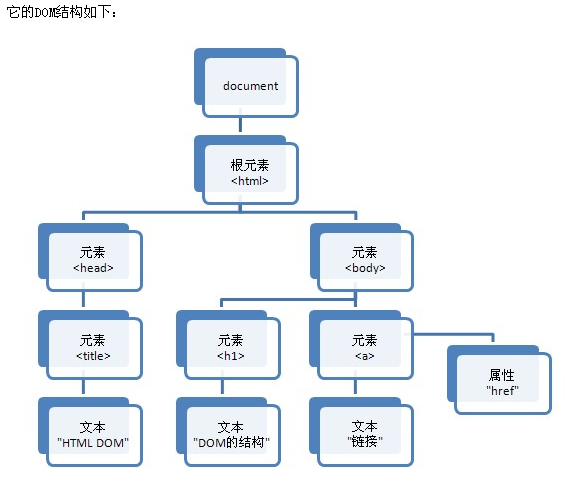 它的DOM结构如下：
document
根元素
<html>
元素
<head>
元素
<body>
元素
<title>
元素
<h1>
元素
<a>
属性
"href"
文本
"HTML DOM"
文本
"DOM的结构"
文本
"链接"